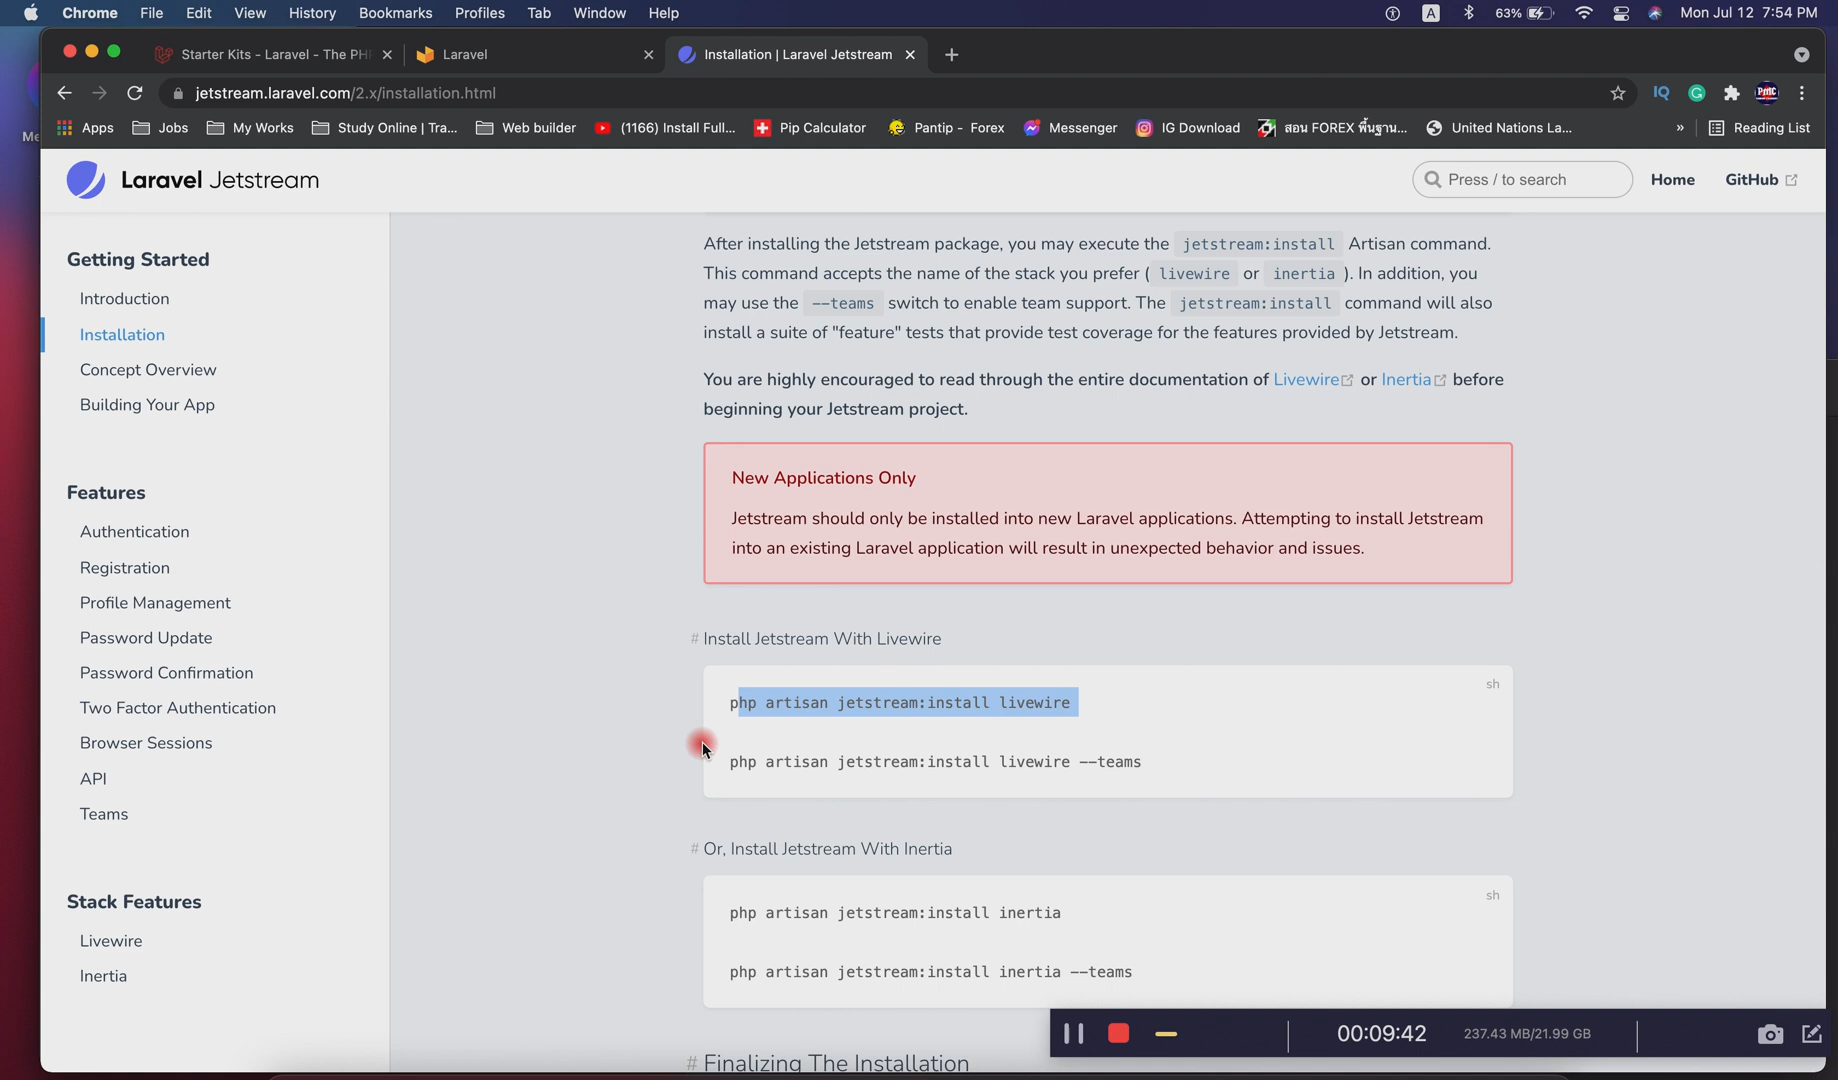 Chrome File Edit View History Bookmarks Profiles Tab Window Help
A 63% Mon Jul 12 7:54 PM
Starter Kits - Laravel - The PH
Laravel
Installation | Laravel Jetstream
jetstream.laravel.com/2.x/installation.html
IQ
Apps Jobs My Works Study Online | Tra... Web builder (1166) Install Full... Pip Calculator Pantip - Forex Messenger IG Download สอน FOREX พื้นฐาน... United Nations La... » Reading List
Me
Laravel Jetstream
Press / to search
Home
GitHub
Getting Started
Introduction
Installation
Concept Overview
Building Your App
Features
Authentication
Registration
Profile Management
Password Update
Password Confirmation
Two Factor Authentication
Browser Sessions
API
Teams
Stack Features
Livewire
Inertia
After installing the Jetstream package, you may execute the jetstream:install Artisan command.
This command accepts the name of the stack you prefer ( livewire or inertia ). In addition, you
may use the --teams switch to enable team support. The jetstream:install command will also
install a suite of "feature" tests that provide test coverage for the features provided by Jetstream.
You are highly encouraged to read through the entire documentation of Livewire or Inertia before
beginning your Jetstream project.
New Applications Only
Jetstream should only be installed into new Laravel applications. Attempting to install Jetstream
into an existing Laravel application will result in unexpected behavior and issues.
# Install Jetstream With Livewire
sh
php artisan jetstream:install livewire
php artisan jetstream:install livewire --teams
# Or, Install Jetstream With Inertia
sh
php artisan jetstream:install inertia
php artisan jetstream:install inertia --teams
# Finalizing The Installation
00:09:42 237.43 MB/21.99 GB